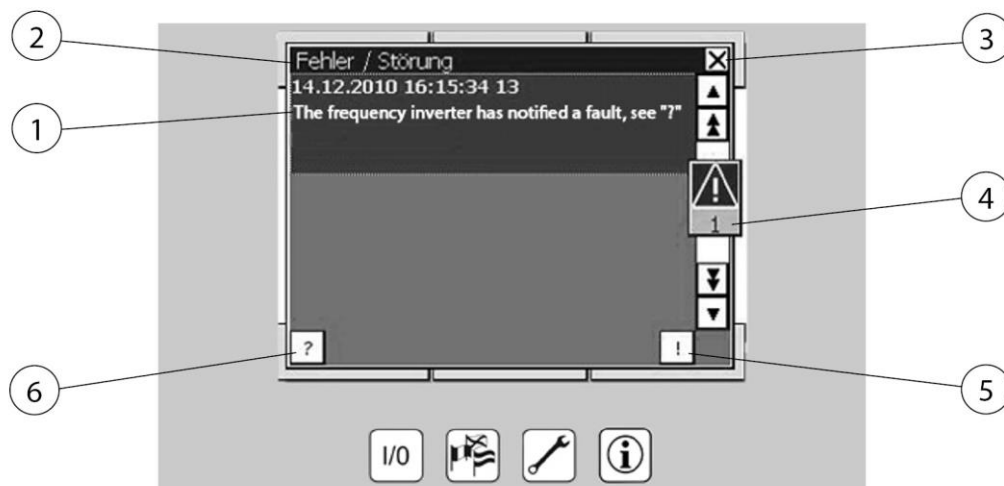 2
3
Fehler / Störung
14.12.2010 16:15:34 13
1
The frequency inverter has notified a fault, see "?"
4
1
? !
6
5
I/0